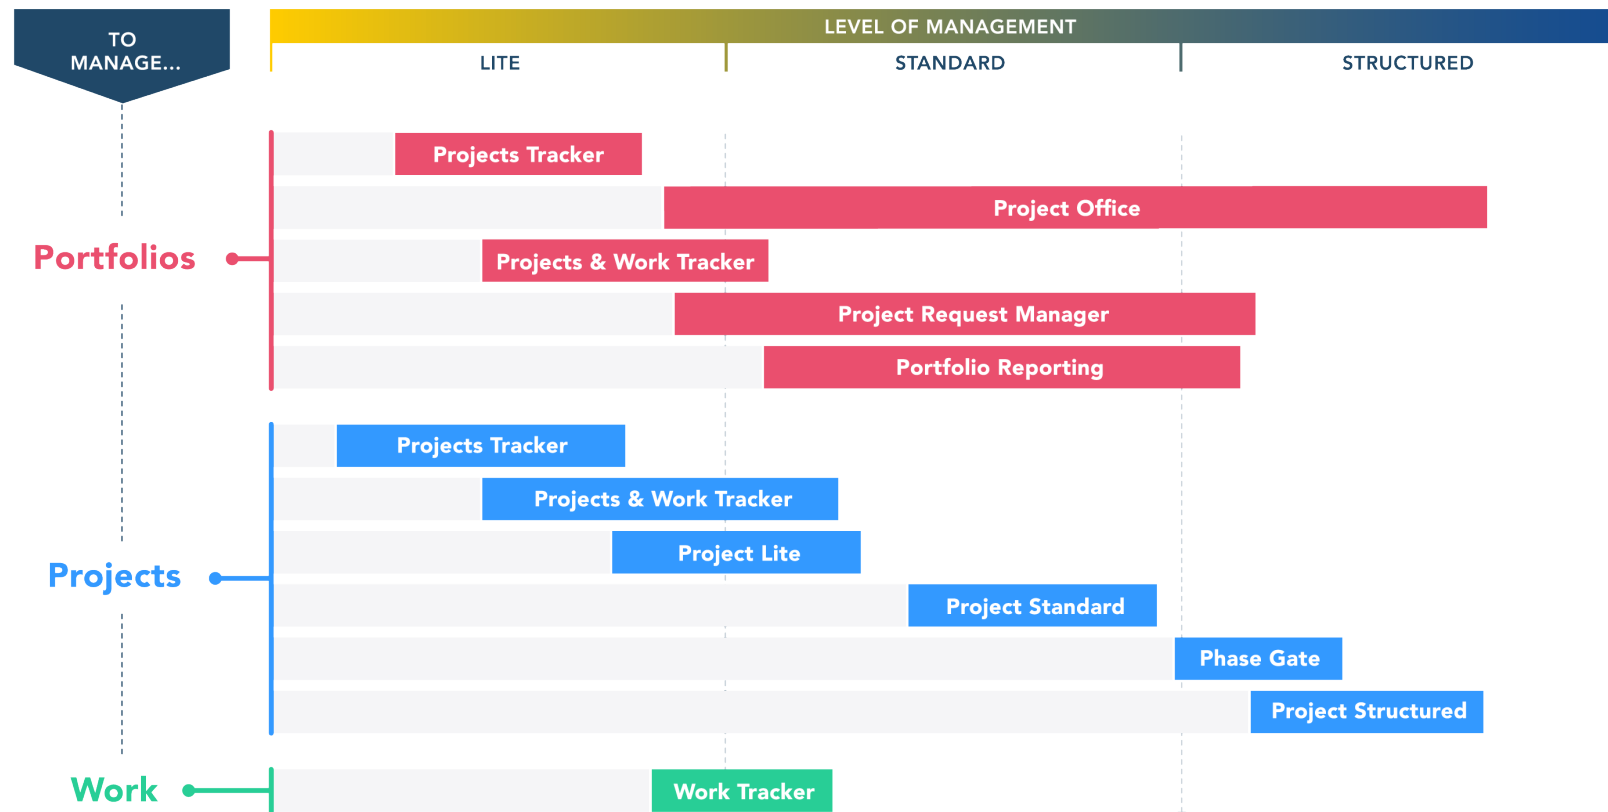 TO
MANAGE...
LEVEL OF MANAGEMENT
LITE
STANDARD
STRUCTURED
Portfolios
Projects Tracker
Project Office
Projects & Work Tracker
Project Request Manager
Portfolio Reporting
Projects
Projects Tracker
Projects & Work Tracker
Project Lite
Project Standard
Phase Gate
Project Structured
Work
Work Tracker